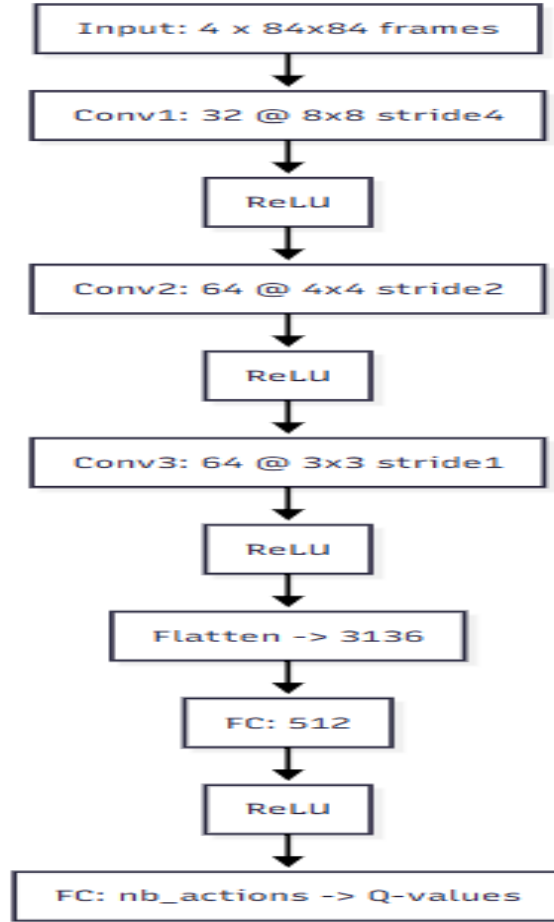 Input: 4 x 84x84 frames
Conv1: 32 @ 8x8 stride4
ReLU
Conv2: 64 @ 4x4 stride2
ReLU
Conv3: 64 @ 3x3 stride1
ReLU
Flatten -> 3136
FC: 512
ReLU
FC: nb_actions -> Q-values